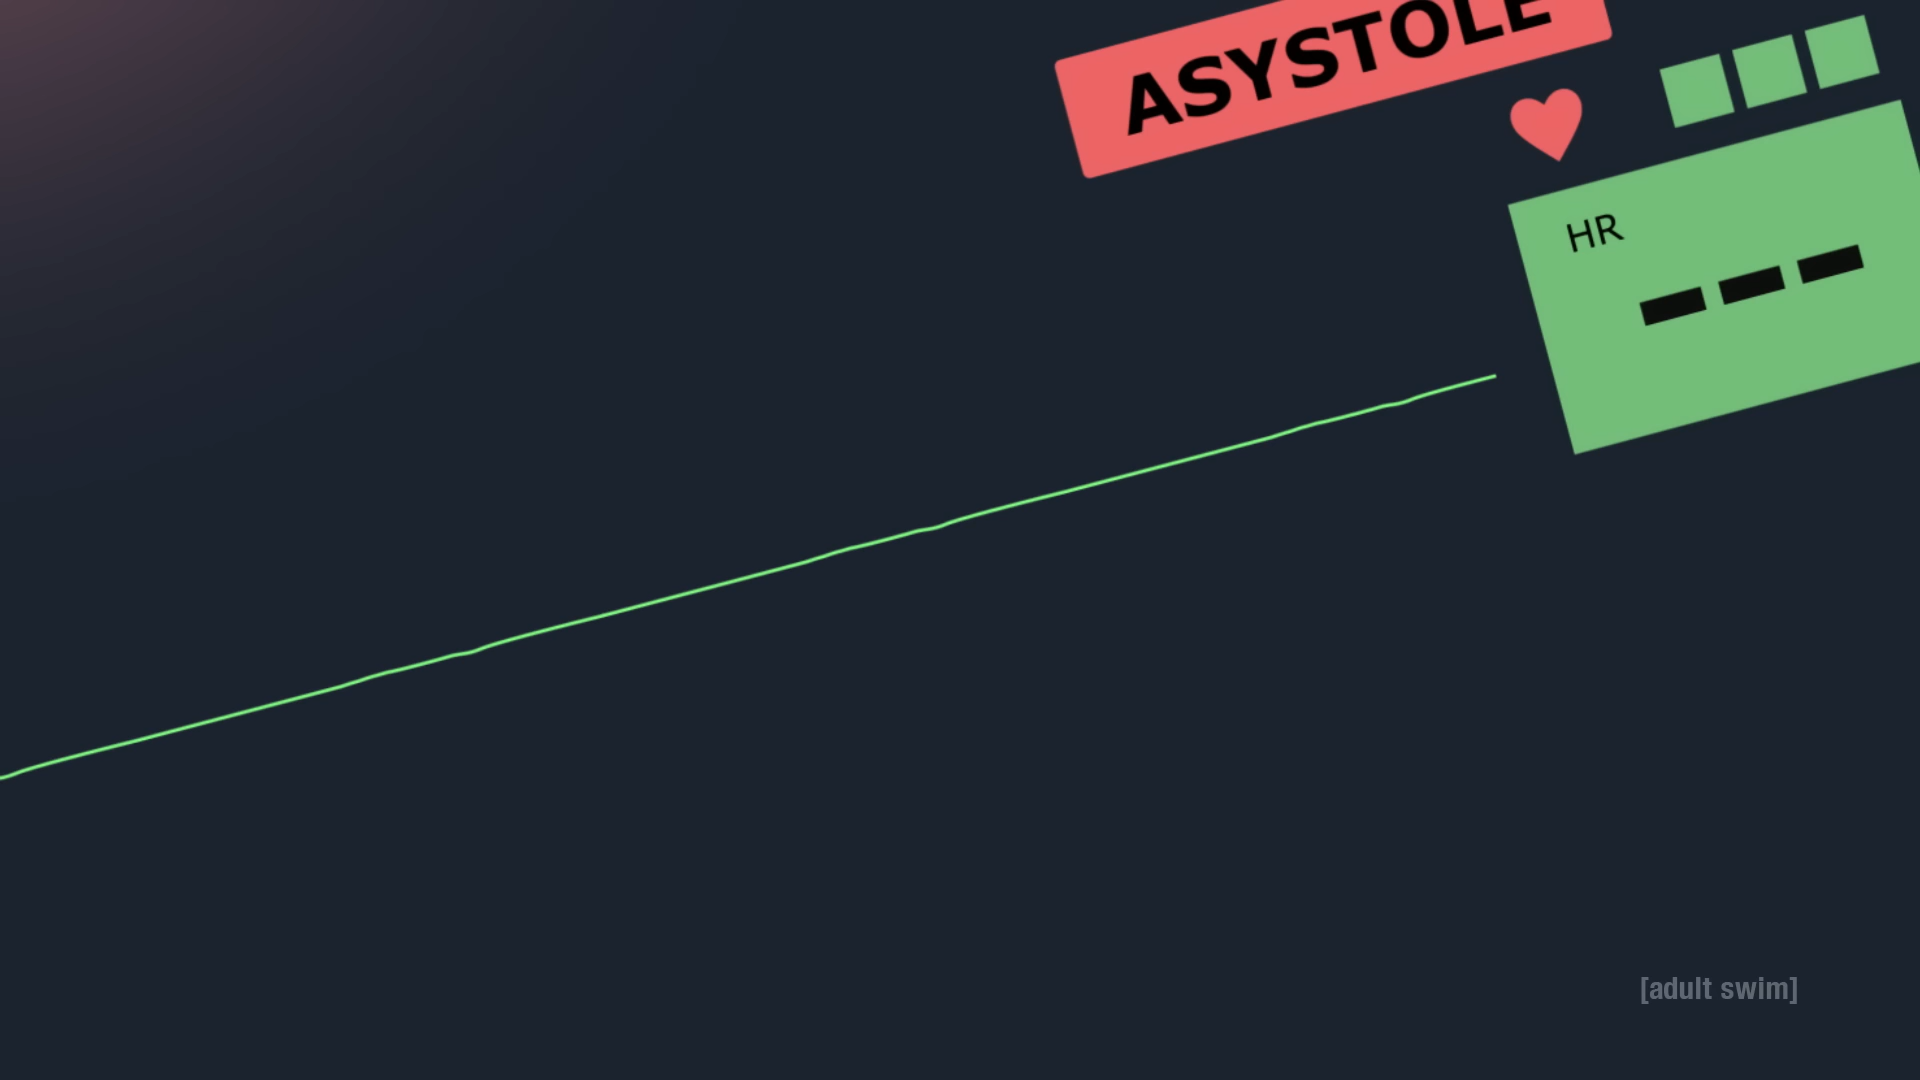 ASYSTOLE
HR
---
[adult swim]